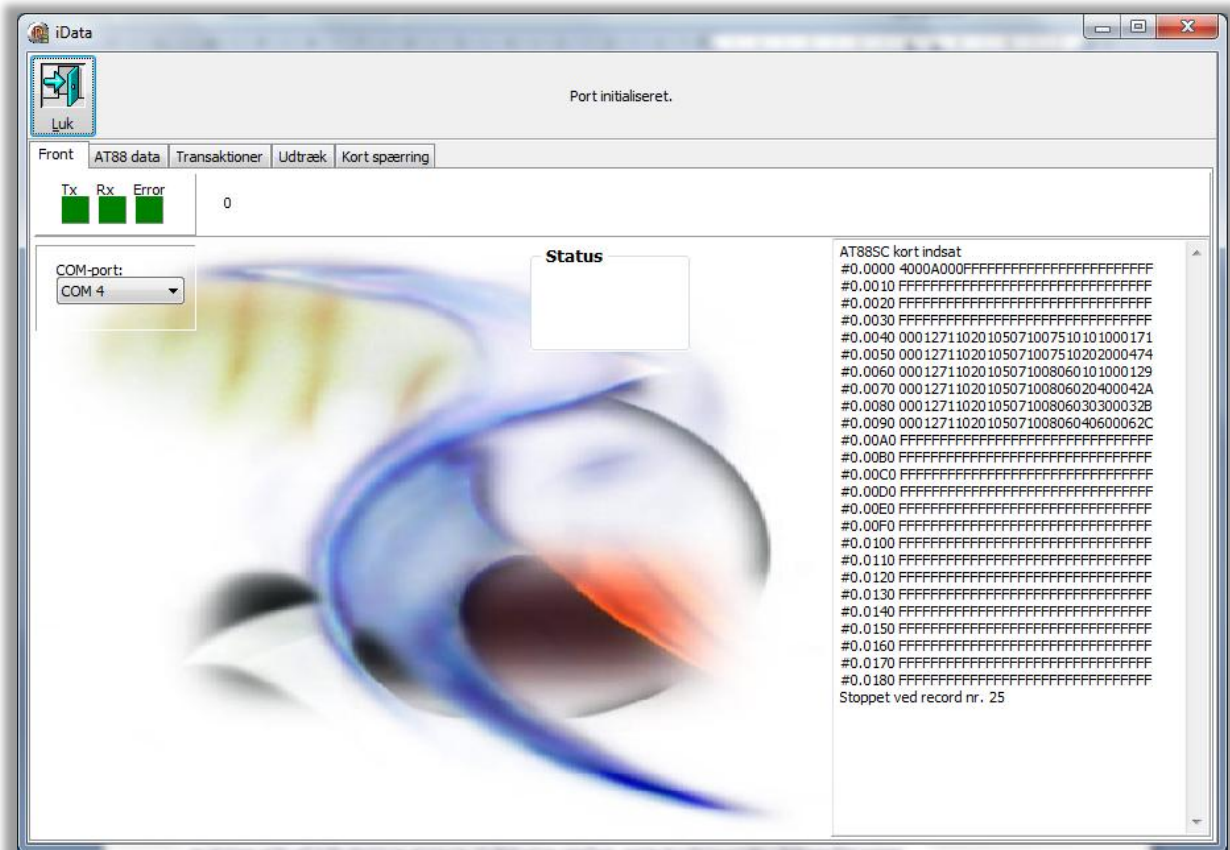 iData
Luk
Port initialiseret.
Front AT88 data Transaktioner Udtræk Kort spærring
Tx Rx Error
0
COM-port:
COM 4
Status
AT88SC kort indsat
#0.0000 4000A000FFFFFFFFFFFFFFFFFFFFFFFF
#0.0010 FFFFFFFFFFFFFFFFFFFFFFFFFFFFFFFF
#0.0020 FFFFFFFFFFFFFFFFFFFFFFFFFFFFFFFF
#0.0030 FFFFFFFFFFFFFFFFFFFFFFFFFFFFFFFF
#0.0040 00012711020105071007510101000171
#0.0050 00012711020105071007510202000474
#0.0060 00012711020105071008060101000129
#0.0070 0001271102010507100806020400042A
#0.0080 0001271102010507100806030300032B
#0.0090 0001271102010507100806040600062C
#0.00A0 FFFFFFFFFFFFFFFFFFFFFFFFFFFFFFFF
#0.00B0 FFFFFFFFFFFFFFFFFFFFFFFFFFFFFFFF
#0.00C0 FFFFFFFFFFFFFFFFFFFFFFFFFFFFFFFF
#0.00D0 FFFFFFFFFFFFFFFFFFFFFFFFFFFFFFFF
#0.00E0 FFFFFFFFFFFFFFFFFFFFFFFFFFFFFFFF
#0.00F0 FFFFFFFFFFFFFFFFFFFFFFFFFFFFFFFF
#0.0100 FFFFFFFFFFFFFFFFFFFFFFFFFFFFFFFF
#0.0110 FFFFFFFFFFFFFFFFFFFFFFFFFFFFFFFF
#0.0120 FFFFFFFFFFFFFFFFFFFFFFFFFFFFFFFF
#0.0130 FFFFFFFFFFFFFFFFFFFFFFFFFFFFFFFF
#0.0140 FFFFFFFFFFFFFFFFFFFFFFFFFFFFFFFF
#0.0150 FFFFFFFFFFFFFFFFFFFFFFFFFFFFFFFF
#0.0160 FFFFFFFFFFFFFFFFFFFFFFFFFFFFFFFF
#0.0170 FFFFFFFFFFFFFFFFFFFFFFFFFFFFFFFF
#0.0180 FFFFFFFFFFFFFFFFFFFFFFFFFFFFFFFF
Stoppet ved record nr. 25